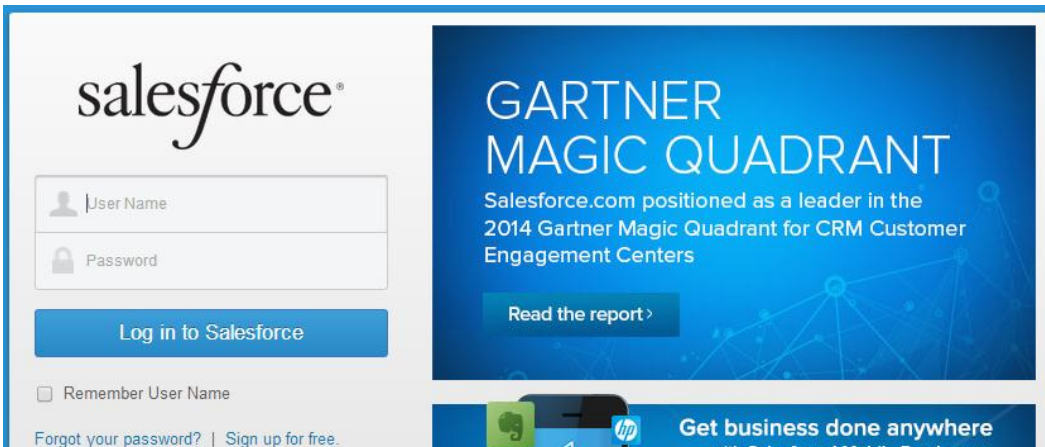 salesforce®
User Name
Password
Log in to Salesforce
Remember User Name
Forgot your password? | Sign up for free.
GARTNER
MAGIC QUADRANT
Salesforce.com positioned as a leader in the
2014 Gartner Magic Quadrant for CRM Customer
Engagement Centers
Read the report ›
hp
Get business done anywhere